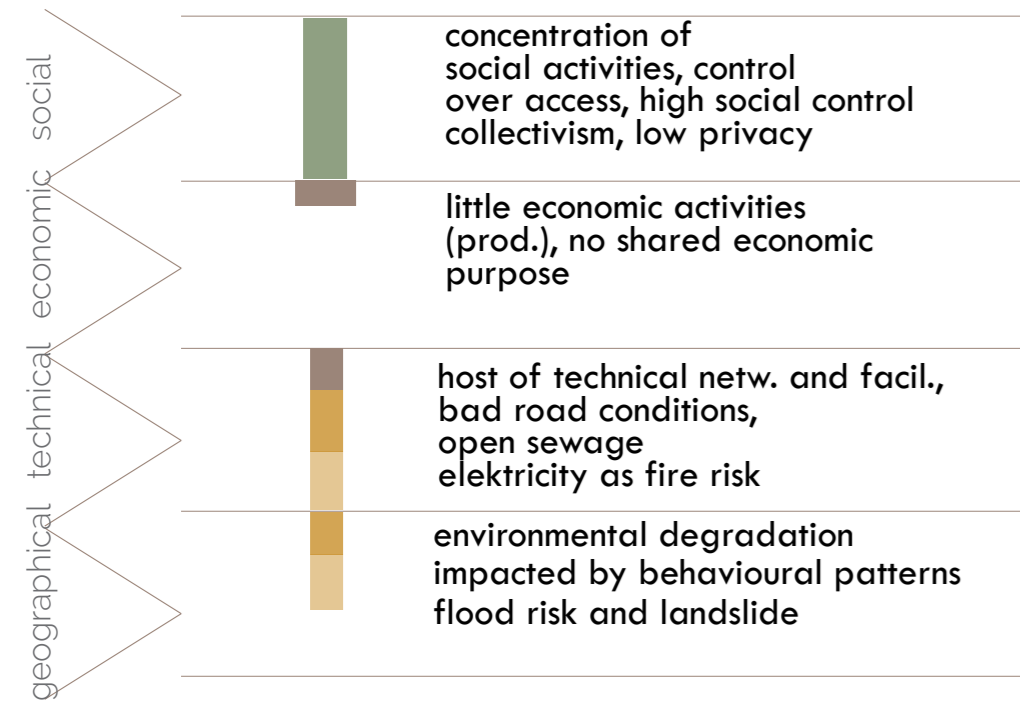 social
concentration of
social activities, control
over access, high social control
collectivism, low privacy
economic
little economic activities
(prod.), no shared economic
purpose
technical
host of technical netw. and facil.,
bad road conditions,
open sewage
elektricity as fire risk
geographical
environmental degradation
impacted by behavioural patterns
flood risk and landslide